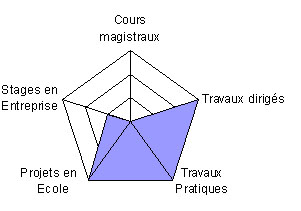 Cours
magistraux
Stages en
Entreprise
Travaux dirigés
Projets en
Ecole
Travaux
Pratiques